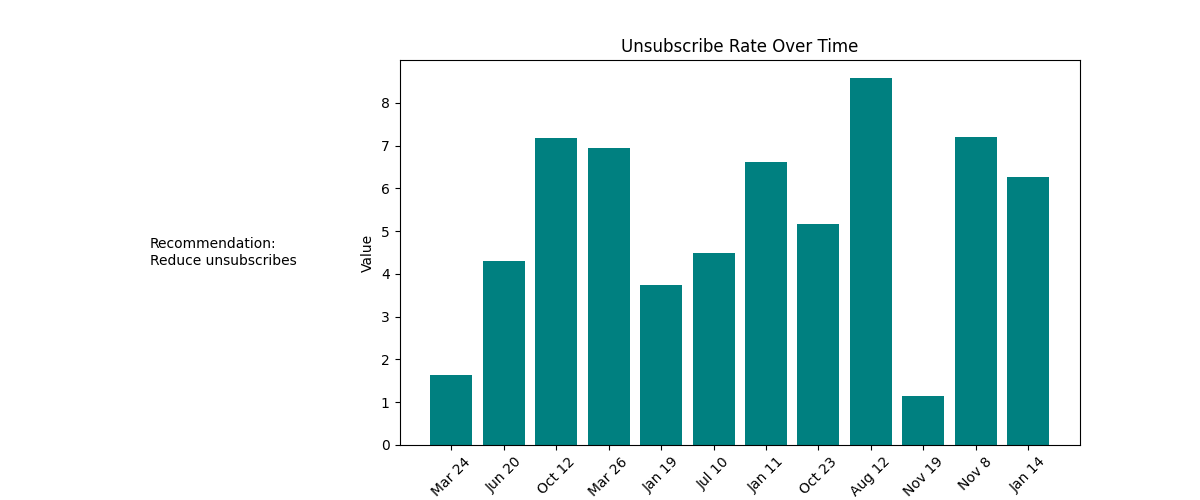 Unsubscribe Rate Over Time
Recommendation:
Reduce unsubscribes
Value
8
7
6
5
4
3
2
1
0
Mar 24
Jun 20
Oct 12
Mar 26
Jan 19
Jul 10
Jan 11
Oct 23
Aug 12
Nov 19
Nov 8
Jan 14